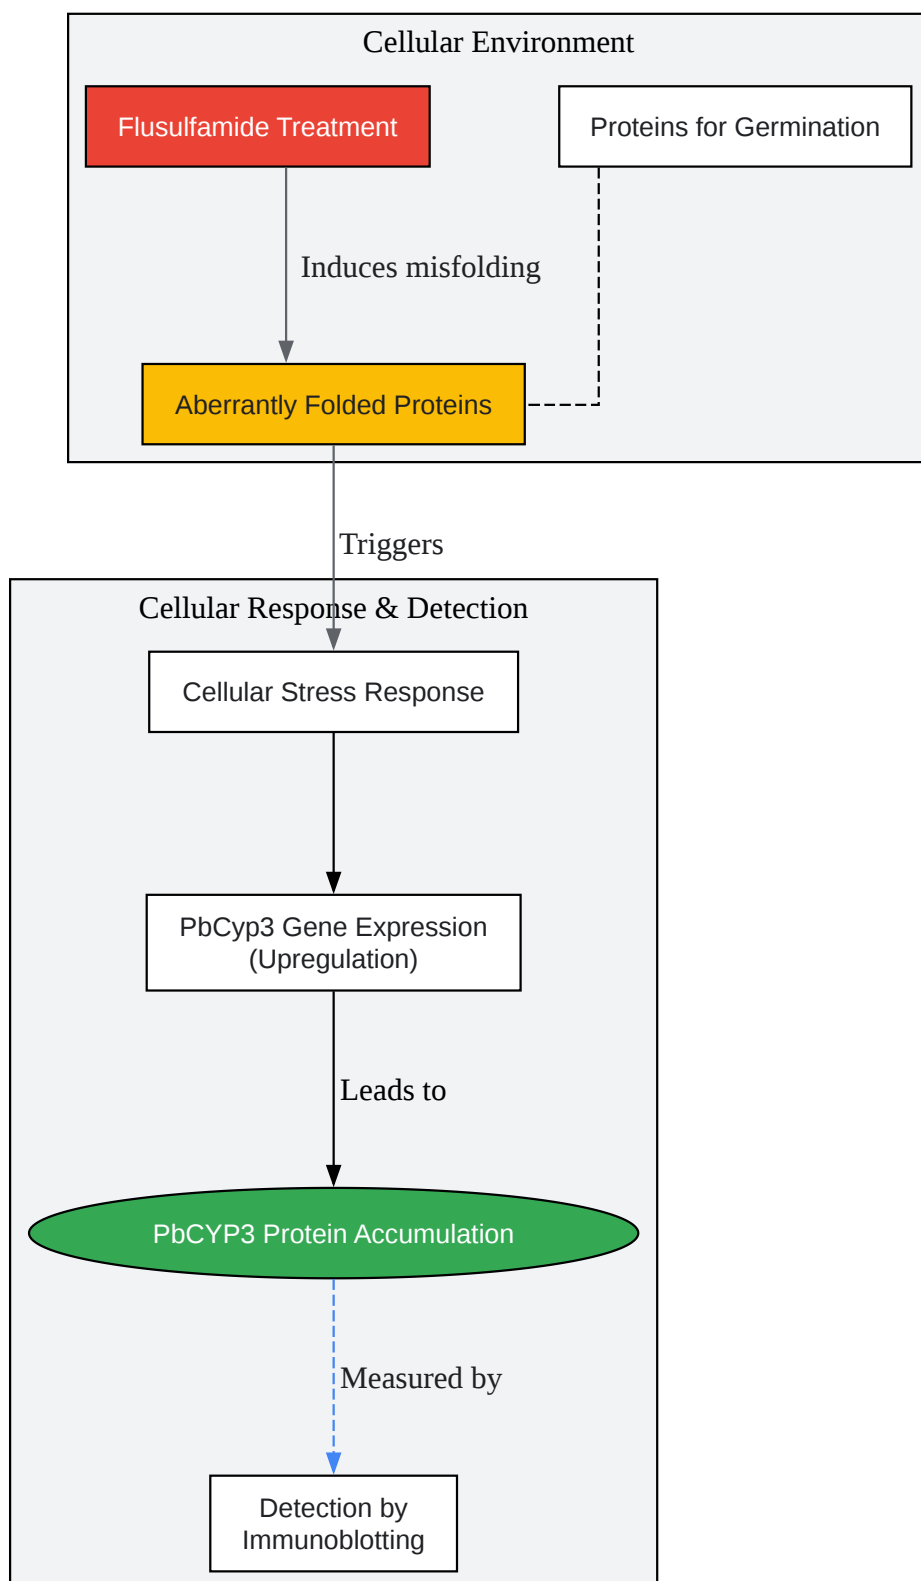 Cellular Environment
Flusulfamide Treatment
Proteins for Germination
Induces misfolding
Aberrantly Folded Proteins
Triggers
Cellular Response & Detection
Cellular Stress Response
PbCyp3 Gene Expression
(Upregulation)
Leads to
PbCYP3 Protein Accumulation
Measured by
Detection by
Immunoblotting